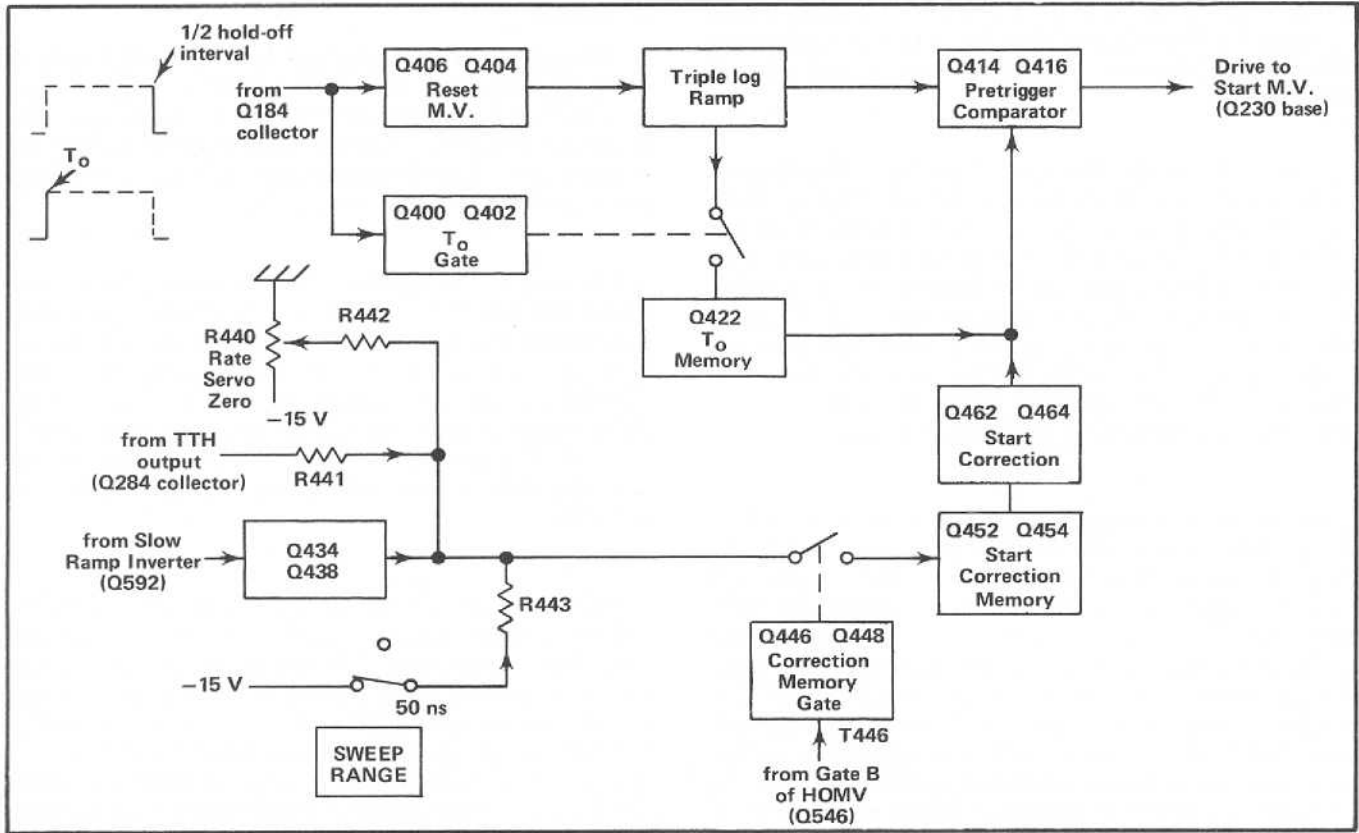 1/2 hold-off
interval
from
Q184
collector
Q406 Q404
Reset
M.V.
Triple log
Ramp
Q414 Q416
Pretrigger
Comparator
Drive to
Start M.V.
(Q230 base)
To
Q400 Q402
To
Gate
Q422
To
Memory
R442
R440
Rate
Servo
Zero
−15 V
from TTH
output
(Q284 collector)
R441
Q462 Q464
Start
Correction
from Slow
Ramp Inverter
(Q592)
Q434
Q438
R443
Q452 Q454
Start
Correction
Memory
−15 V
50 ns
SWEEP
RANGE
Q446 Q448
Correction
Memory
Gate
T446
from Gate B
of HOMV
(Q546)